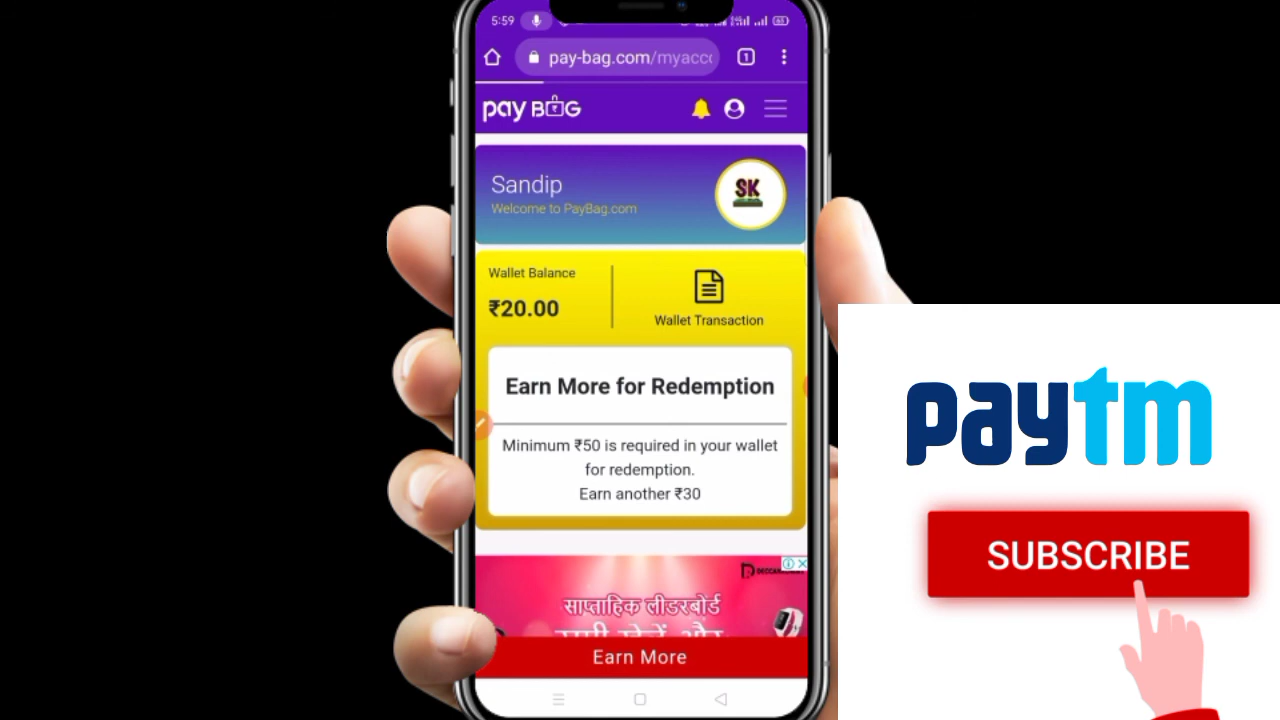 5:59
pay-bag.com/myacc
1
pay BAG
Sandip
SK
Welcome to PayBag.com
Wallet Balance
₹20.00
Wallet Transaction
Earn More for Redemption
Minimum ₹50 is required in your wallet
for redemption.
Earn another ₹30
साप्ताहिक लीडरबोर्ड
Earn More
paytm
SUBSCRIBE